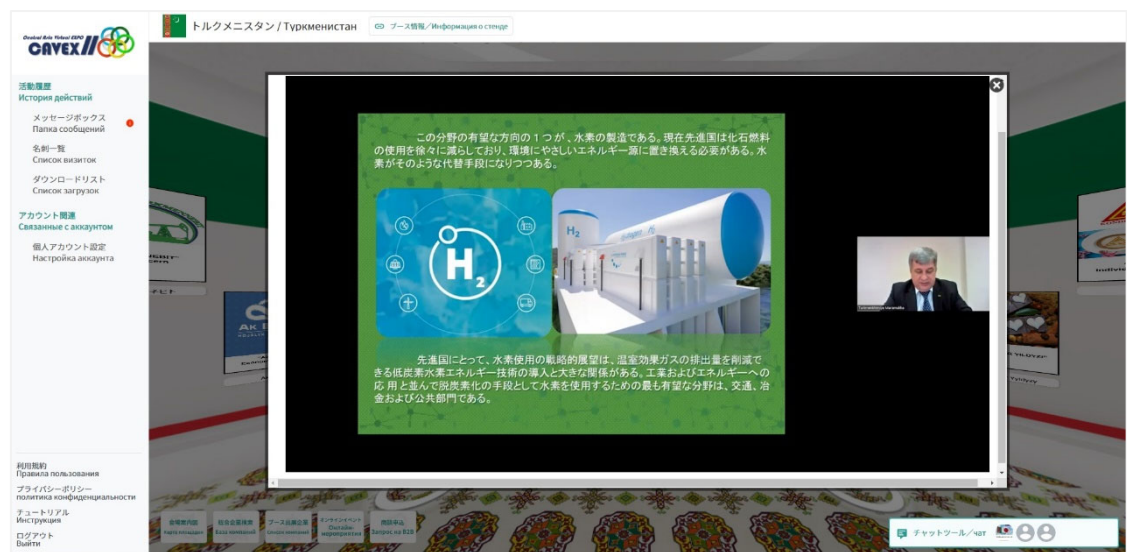 Central Asia Virtual EXPO
CAVEX//
トルクメニスタン / Туркменистан
ブース情報／Информация о стенде
活動履歴
История действий
メッセージボックス
Папка сообщений
名刺一覧
Список визиток
ダウンロードリスト
Список загрузок
アカウント関連
Связанные с аккаунтом
個人アカウント設定
Настройка аккаунта
利用規約
Правила пользования
プライバシーポリシー
политика конфиденциальности
チュートリアル
Инструкция
ログアウト
Выйти
この分野の有望な方向の１つが、水素の製造である。現在先進国は化石燃料
の使用を徐々に減らしており、環境にやさしいエネルギー源に置き換える必要がある。水
素がそのような代替手段になりつつある。
H2
H₂
先進国にとって、水素使用の戦略的展望は、温室効果ガスの排出量を削減で
きる低炭素水素エネルギー技術の導入と大きな関係がある。工業およびエネルギーへの
応 用 と並んで脱炭素化の手段として水素を使用するための最も有望な分野は、交通、冶
金および公共部門である。
AK B
会場案内図
総合企業検索
ブース出展企業
オンラインイベント
Онлайн-
мероприятия
商談申込
Запрос на B2B
チャットツール／чат